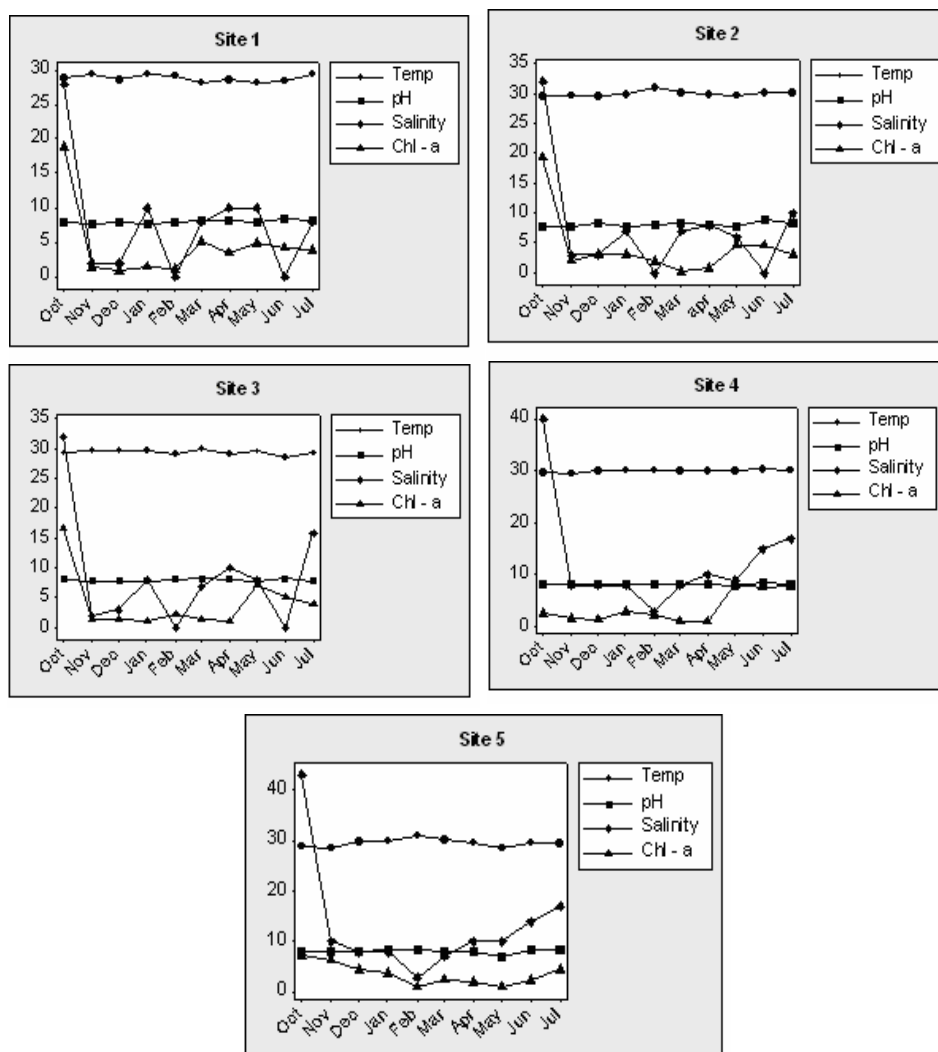 Site 1
30
25
20
15
10
5
0
Oct Nov Dec Jan Feb Mar Apr May Jun Jul
Temp
pH
Salinity
Chl - a
Site 2
35
30
25
20
15
10
5
0
Oct Nov Dec Jan Feb Mar apr May Jun Jul
Temp
pH
Salinity
Chl - a
Site 3
35
30
25
20
15
10
5
0
Oct Nov Dec Jan Feb Mar Apr May Jun Jul
Temp
pH
Salinity
Chl - a
Site 4
40
30
20
10
0
Oct Nov Dec Jan Feb Mar Apr May Jun Jul
Temp
pH
Salinity
Chl - a
Site 5
40
30
20
10
0
Oct Nov Dec Jan Feb Mar Apr May Jun Jul
Temp
pH
Salinity
Chl - a